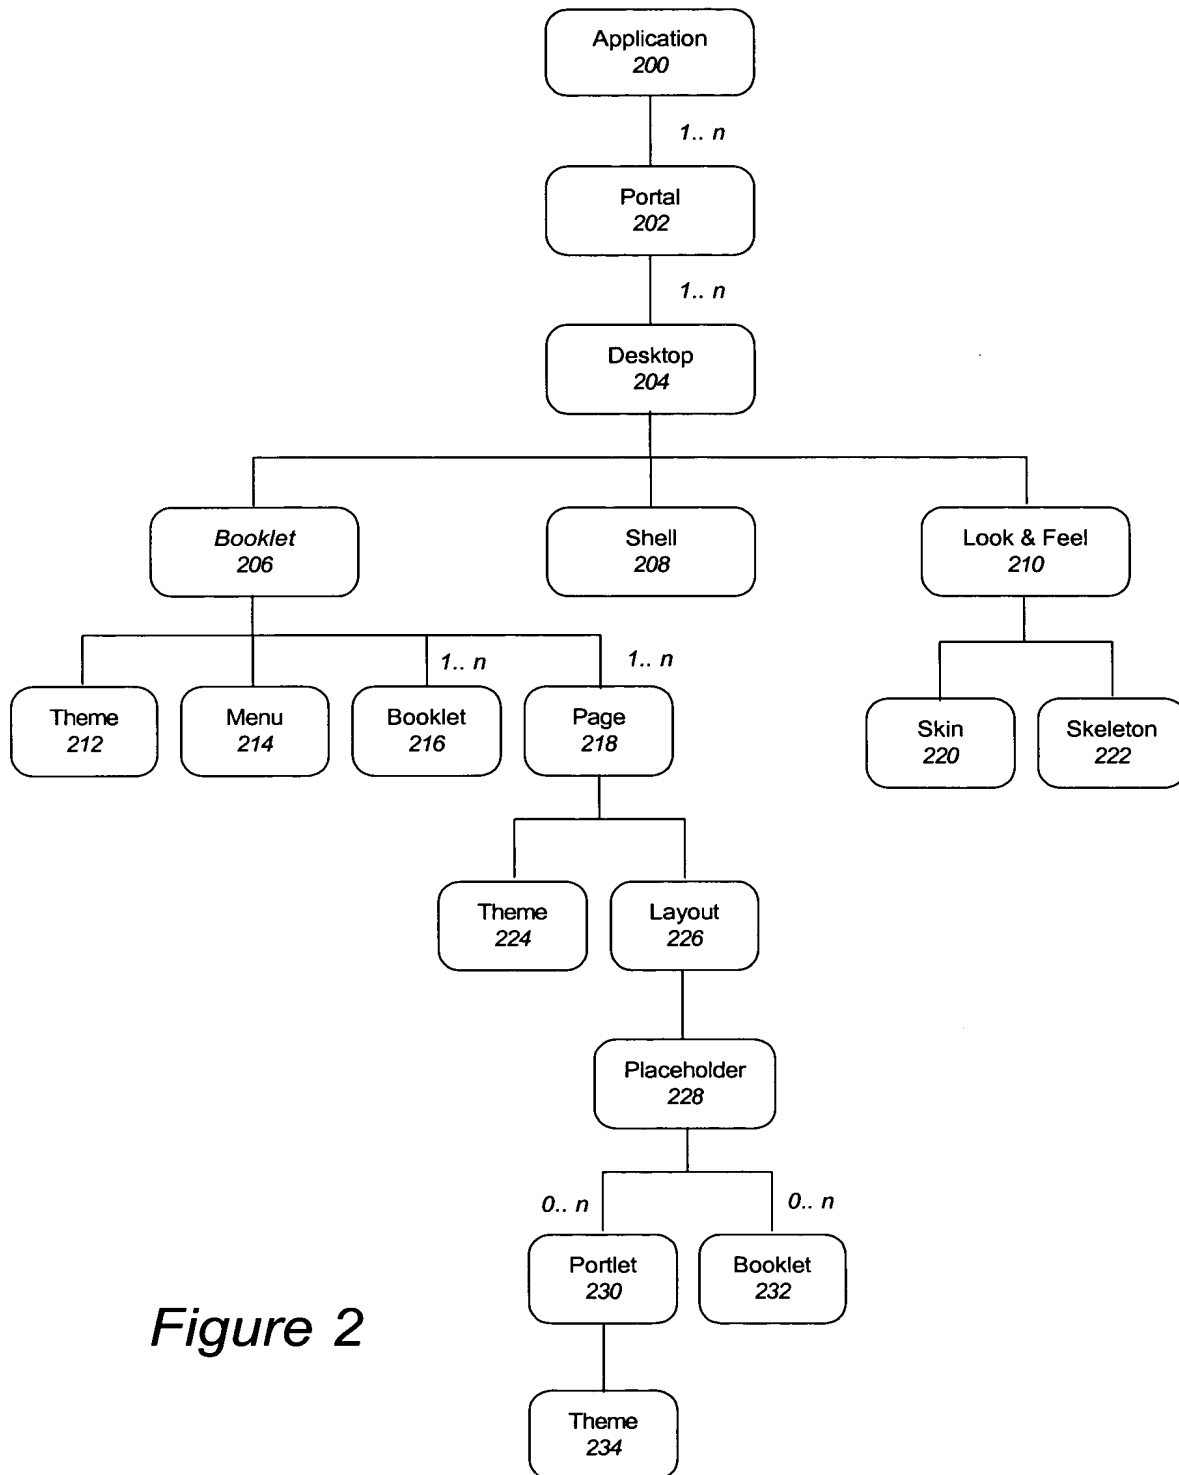 Application
200
1.. n
Portal
202
1.. n
Desktop
204
Booklet
206
Shell
208
Look & Feel
210
1.. n
1.. n
Theme
212
Menu
214
Booklet
216
Page
218
Skin
220
Skeleton
222
Theme
224
Layout
226
Placeholder
228
0.. n
0.. n
Portlet
230
Booklet
232
Figure 2
Theme
234